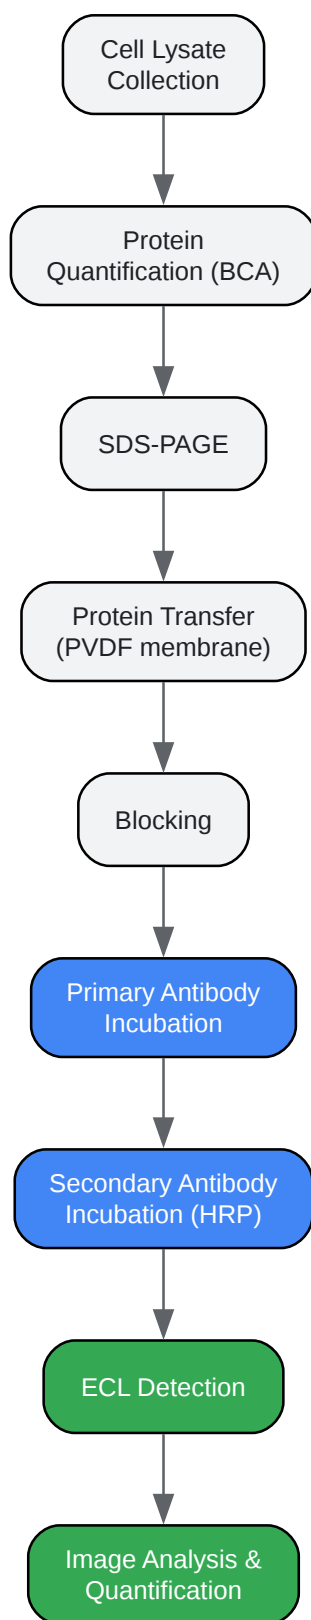 Cell Lysate
Collection
Protein
Quantification (BCA)
SDS-PAGE
Protein Transfer
(PVDF membrane)
Blocking
Primary Antibody
Incubation
Secondary Antibody
Incubation (HRP)
ECL Detection
Image Analysis &
Quantification